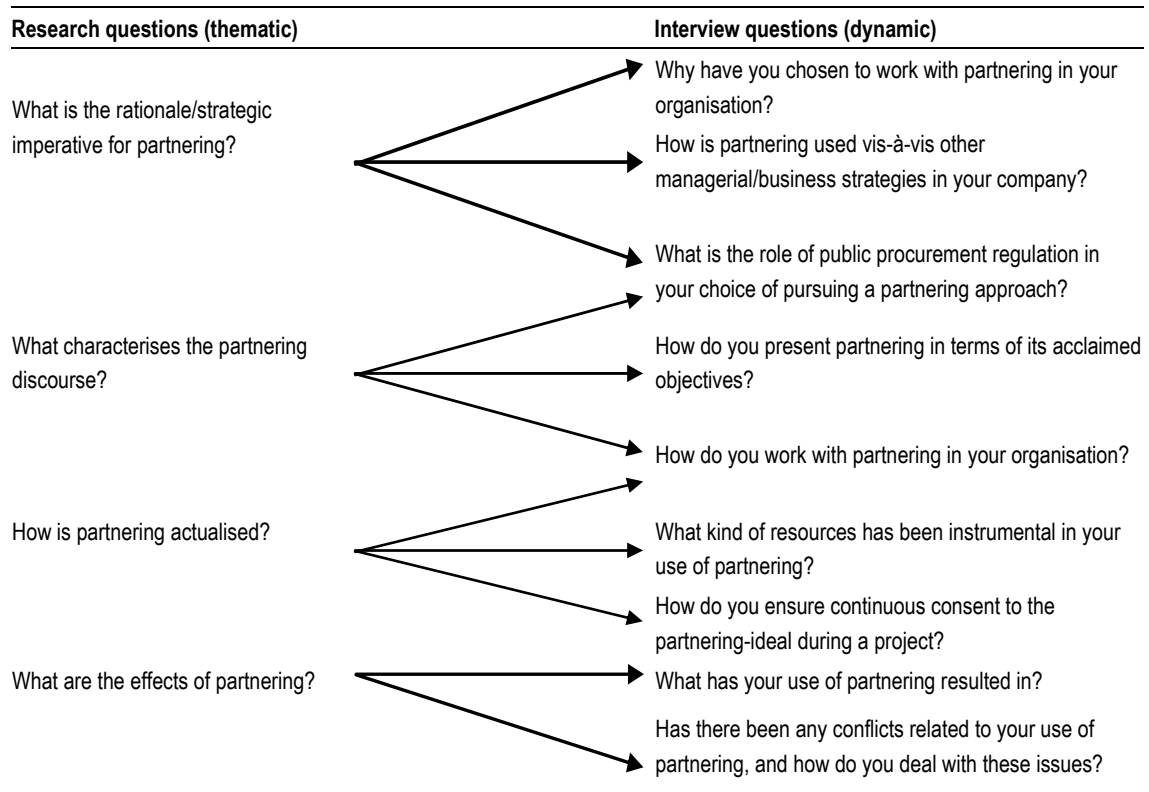 Research questions (thematic)
Interview questions (dynamic)
What is the rationale/strategic
imperative for partnering?
Why have you chosen to work with partnering in your
organisation?
How is partnering used vis-à-vis other
managerial/business strategies in your company?
What is the role of public procurement regulation in
your choice of pursuing a partnering approach?
What characterises the partnering
discourse?
How do you present partnering in terms of its acclaimed
objectives?
How do you work with partnering in your organisation?
How is partnering actualised?
What kind of resources has been instrumental in your
use of partnering?
How do you ensure continuous consent to the
partnering-ideal during a project?
What are the effects of partnering?
What has your use of partnering resulted in?
Has there been any conflicts related to your use of
partnering, and how do you deal with these issues?